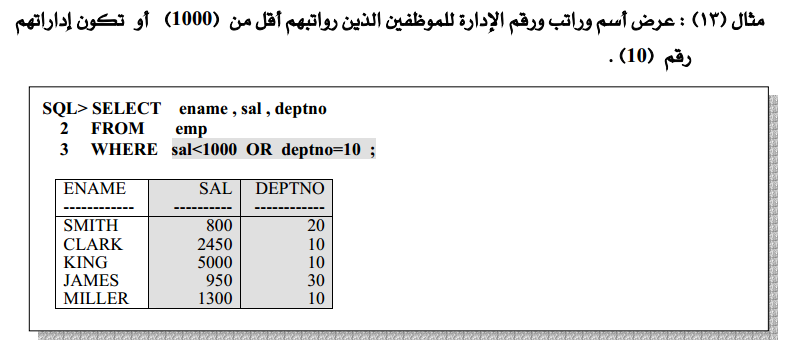 مثال (١٣) : عرض أسم وراتب ورقم الإدارة للموظفين الذين رواتبهم أقل من (1000) أو تكون إداراتهم
رقم (10) .
SQL> SELECT ename , sal , deptno
2 FROM emp
3 WHERE sal<1000 OR deptno=10 ;
ENAME SAL DEPTNO
------------ ---------- ------------
SMITH 800 20
CLARK 2450 10
KING 5000 10
JAMES 950 30
MILLER 1300 10